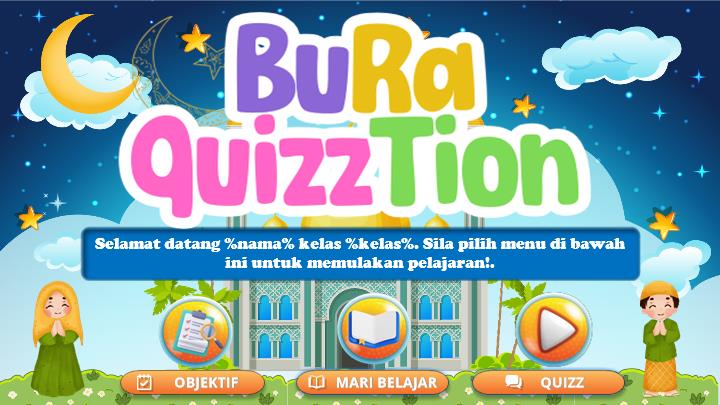 BuRa
QuizzTion
Selamat datang %nama% kelas %kelas%. Sila pilih menu di bawah
ini untuk memulakan pelajaran!.
OBJEKTIF
MARI BELAJAR
QUIZZ